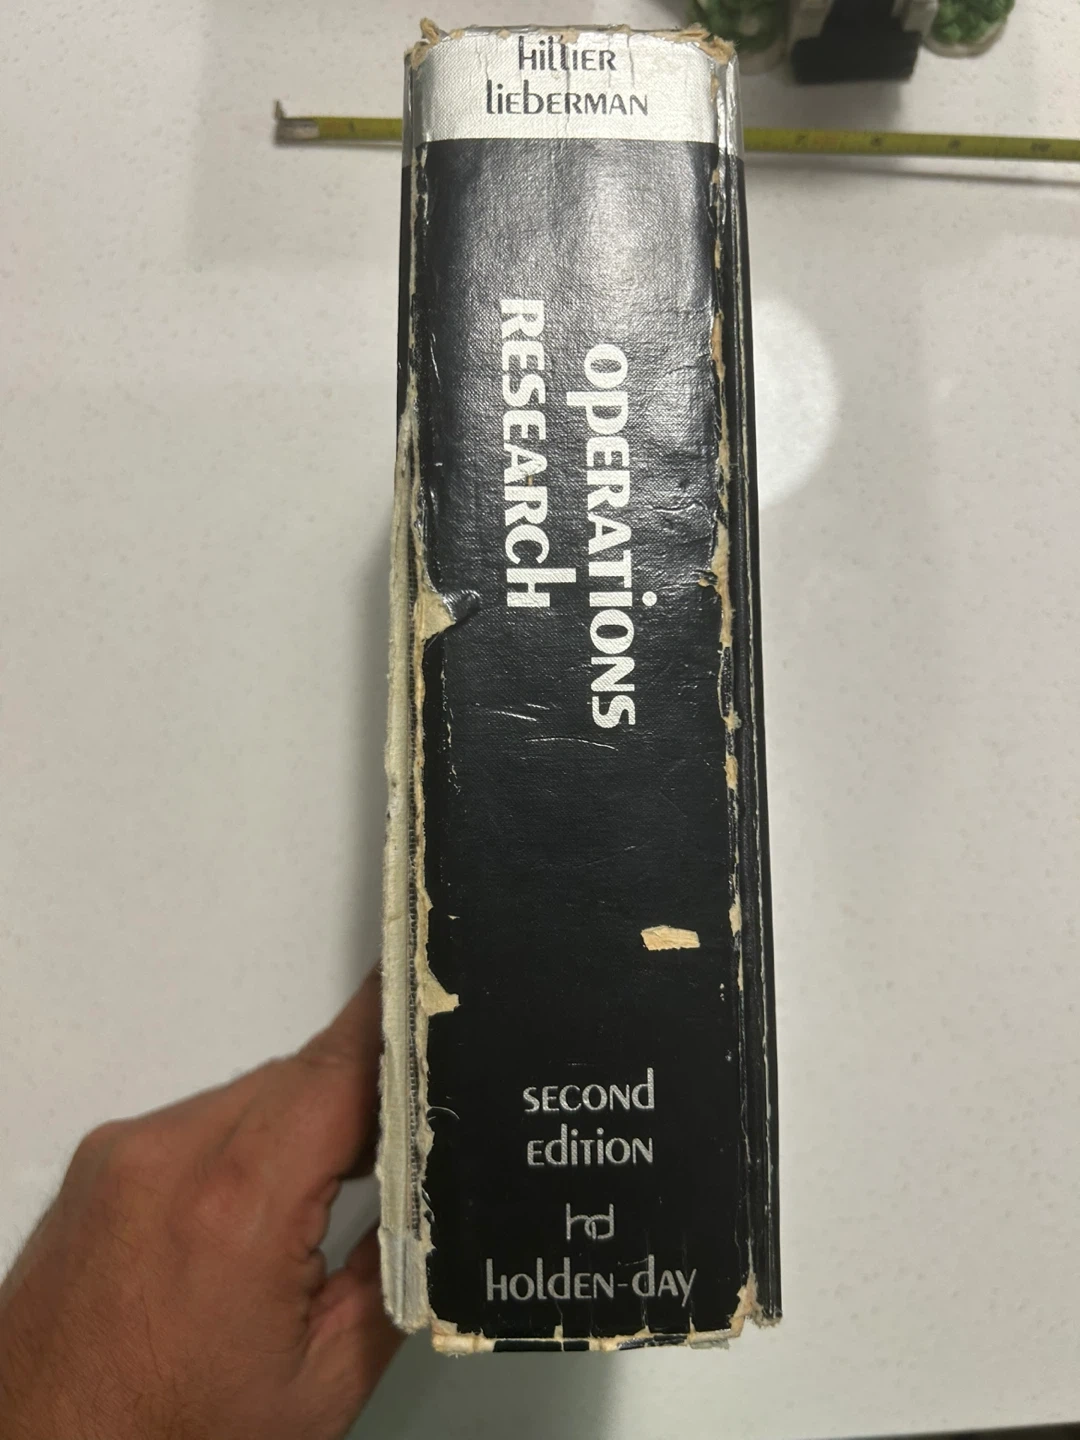 hillIER
lIEbERMAN
OpERATiONS
RESEARCh
SECONd
EdiTiON
hd
holdEN-dAy